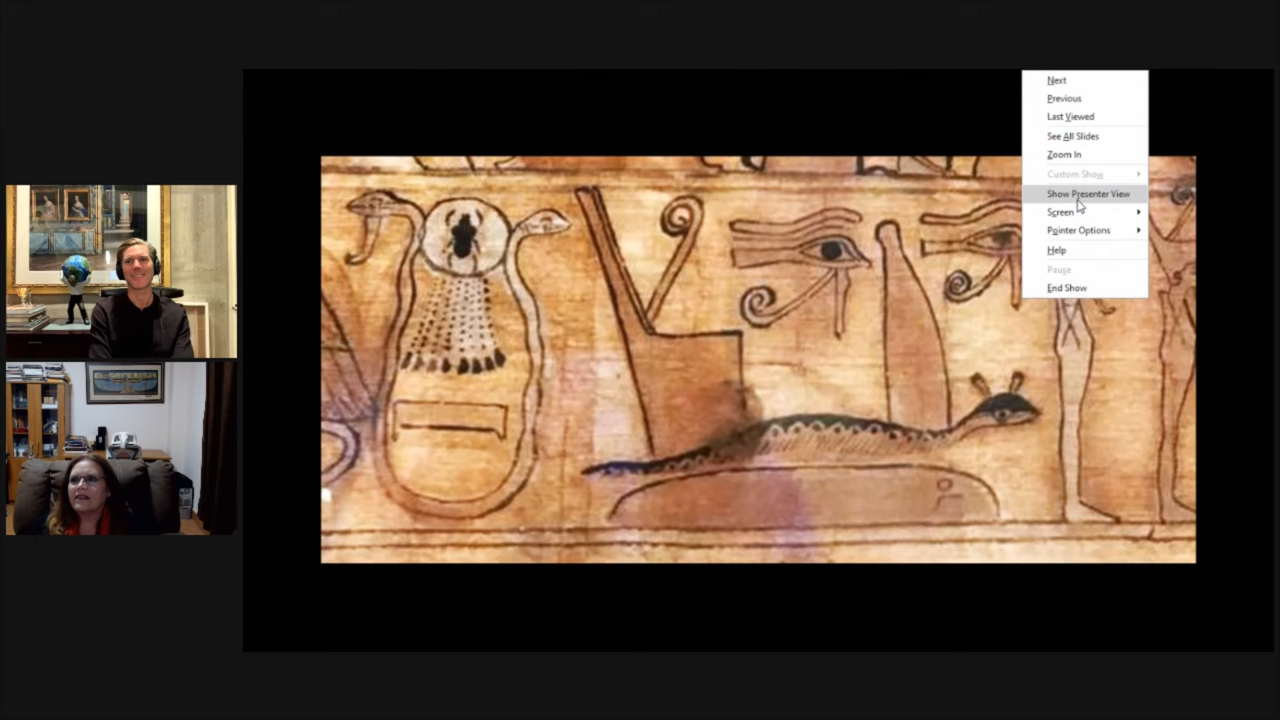 Next
Previous
Last Viewed
See All Slides
Zoom In
Custom Show
Show Presenter View
Screen
Pointer Options
Help
Pause
End Show